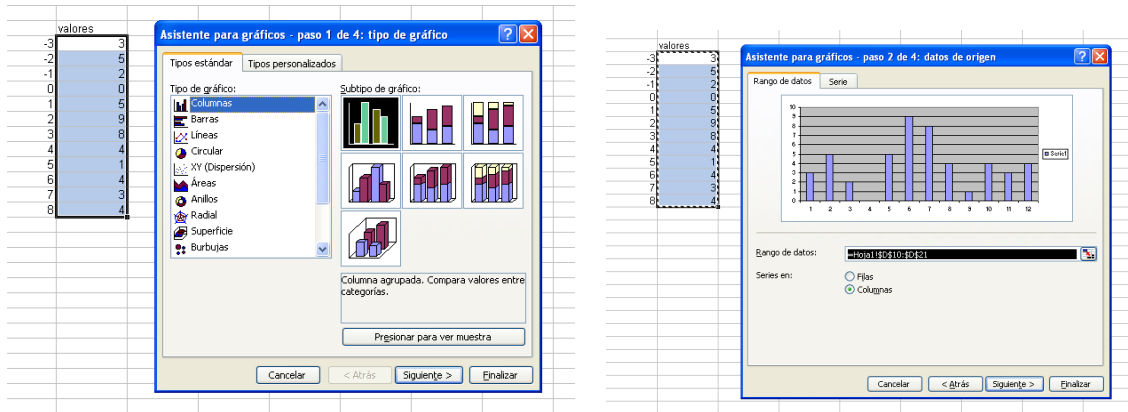 valores
-3 3
-2 5
-1 2
0 0
1 5
2 9
3 8
4 4
5 1
6 4
7 3
8 4
Asistente para gráficos - paso 1 de 4: tipo de gráfico
Tipos estándar Tipos personalizados
Tipo de gráfico: Subtipo de gráfico:
Columnas
Barras
Líneas
Circular
XY (Dispersión)
Áreas
Anillos
Radial
Superficie
Burbujas
Columna agrupada. Compara valores entre
categorías.
Presionar para ver muestra
Cancelar < Atrás Siguiente > Finalizar
valores
-3 3
-2 5
-1 2
0 0
1 5
2 9
3 8
4 4
5 1
6 4
7 3
8 4
Asistente para gráficos - paso 2 de 4: datos de origen
Rango de datos Serie
10
9
8
7
6
5
4
3
2
1
0
1 2 3 4 5 6 7 8 9 10 11 12
Serie1
Rango de datos: =Hoja1!$D$10:$D$21
Series en: Filas
Columnas
Cancelar < Atrás Siguiente > Finalizar